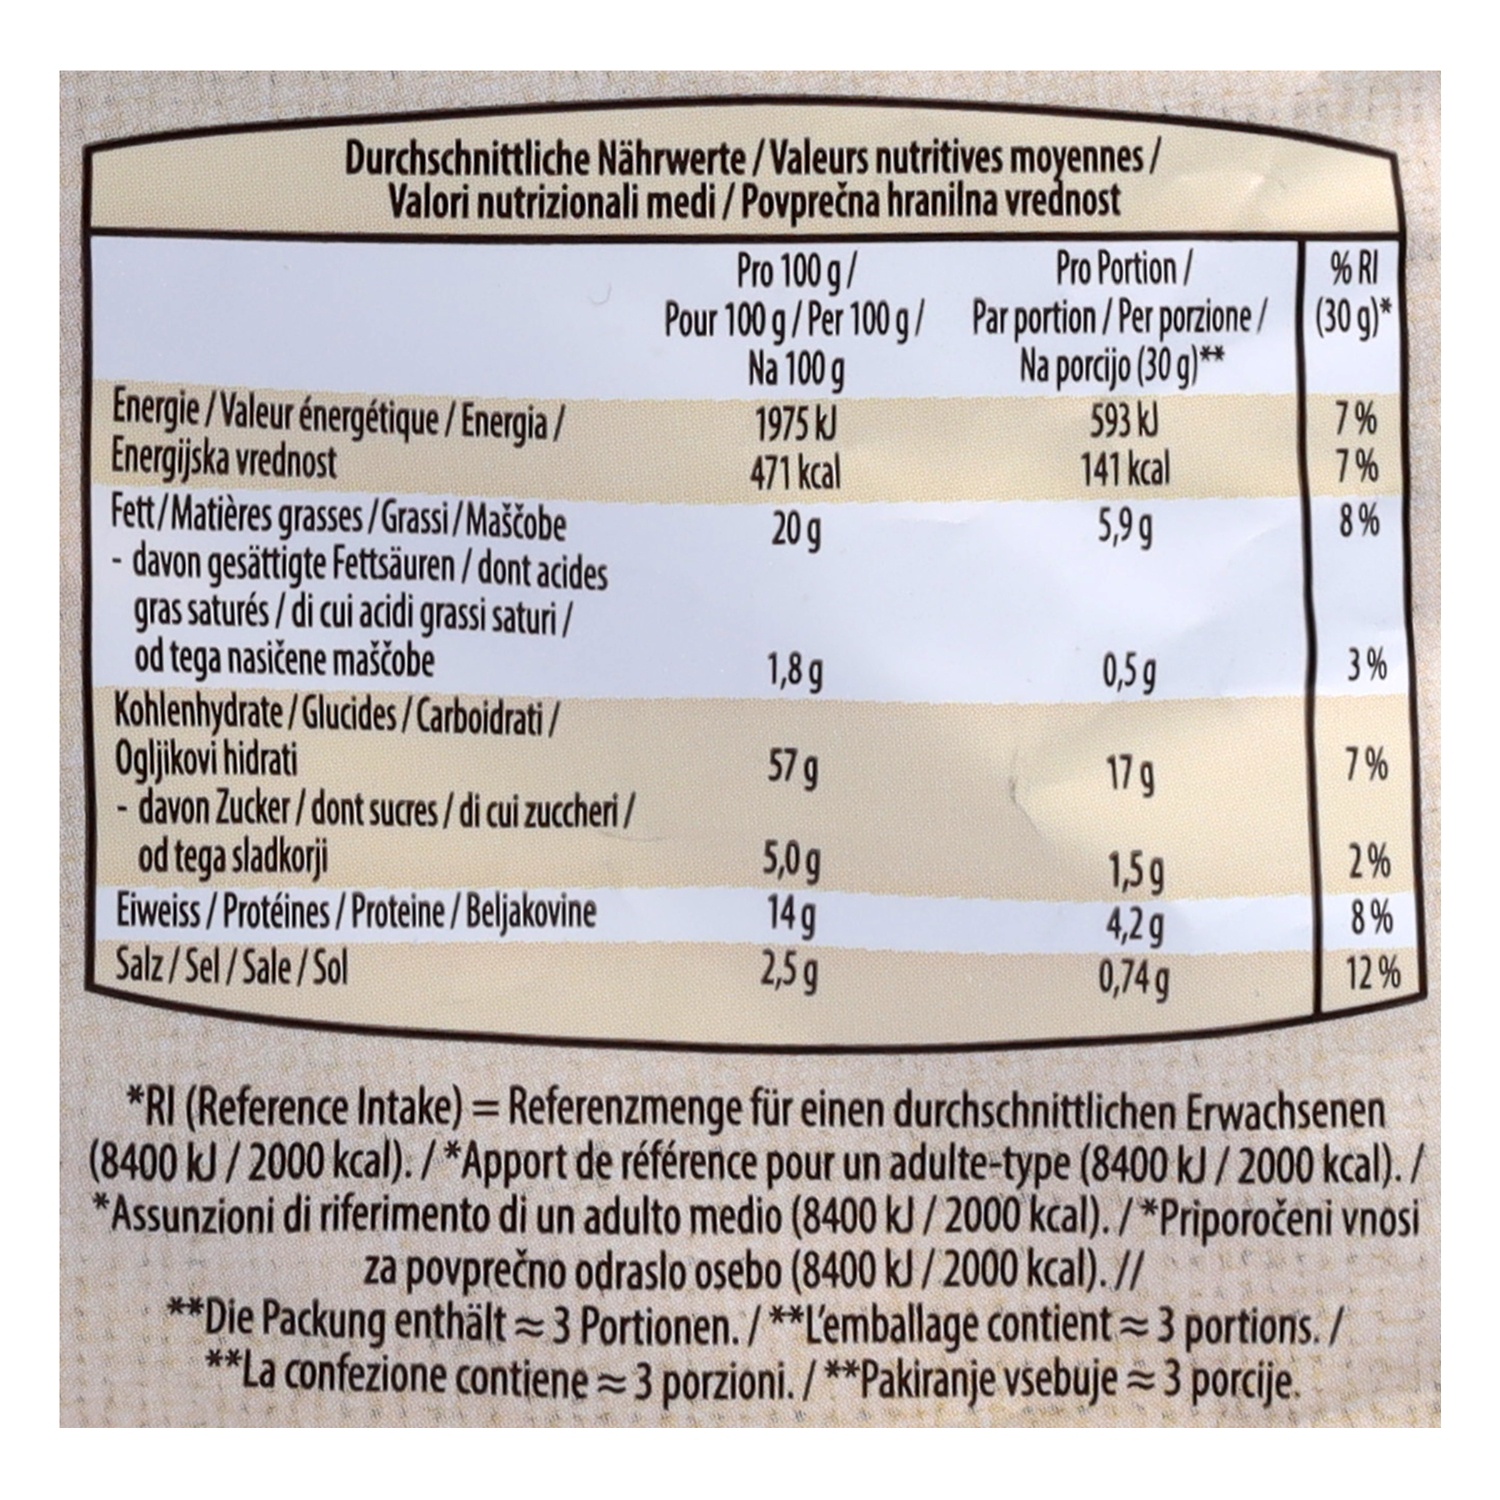 Durchschnittliche Nährwerte / Valeurs nutritives moyennes /
Valori nutrizionali medi / Povprečna hranilna vrednost
Pro 100 g / Pro Portion / % RI
Pour 100 g / Per 100 g / Par portion / Per porzione / (30 g)*
Na 100 g Na porcijo (30 g)**
Energie / Valeur énergétique / Energia / 1975 kJ 593 kJ 7 %
Energijska vrednost 471 kcal 141 kcal 7 %
Fett / Matières grasses / Grassi / Maščobe 20 g 5,9 g 8 %
- davon gesättigte Fettsäuren / dont acides
gras saturés / di cui acidi grassi saturi /
od tega nasičene maščobe 1,8 g 0,5 g 3 %
Kohlenhydrate / Glucides / Carboidrati /
Ogljikovi hidrati 57 g 17 g 7 %
- davon Zucker / dont sucres / di cui zuccheri /
od tega sladkorji 5,0 g 1,5 g 2 %
Eiweiss / Protéines / Proteine / Beljakovine 14 g 4,2 g 8 %
Salz / Sel / Sale / Sol 2,5 g 0,74 g 12 %
*RI (Reference Intake) = Referenzmenge für einen durchschnittlichen Erwachsenen
(8400 kJ / 2000 kcal). / *Apport de référence pour un adulte-type (8400 kJ / 2000 kcal). /
*Assunzioni di riferimento di un adulto medio (8400 kJ / 2000 kcal). / *Priporočeni vnosi
za povprečno odraslo osebo (8400 kJ / 2000 kcal). //
**Die Packung enthält ≈ 3 Portionen. / **L'emballage contient ≈ 3 portions. /
**La confezione contiene ≈ 3 porzioni. / **Pakiranje vsebuje ≈ 3 porcije.